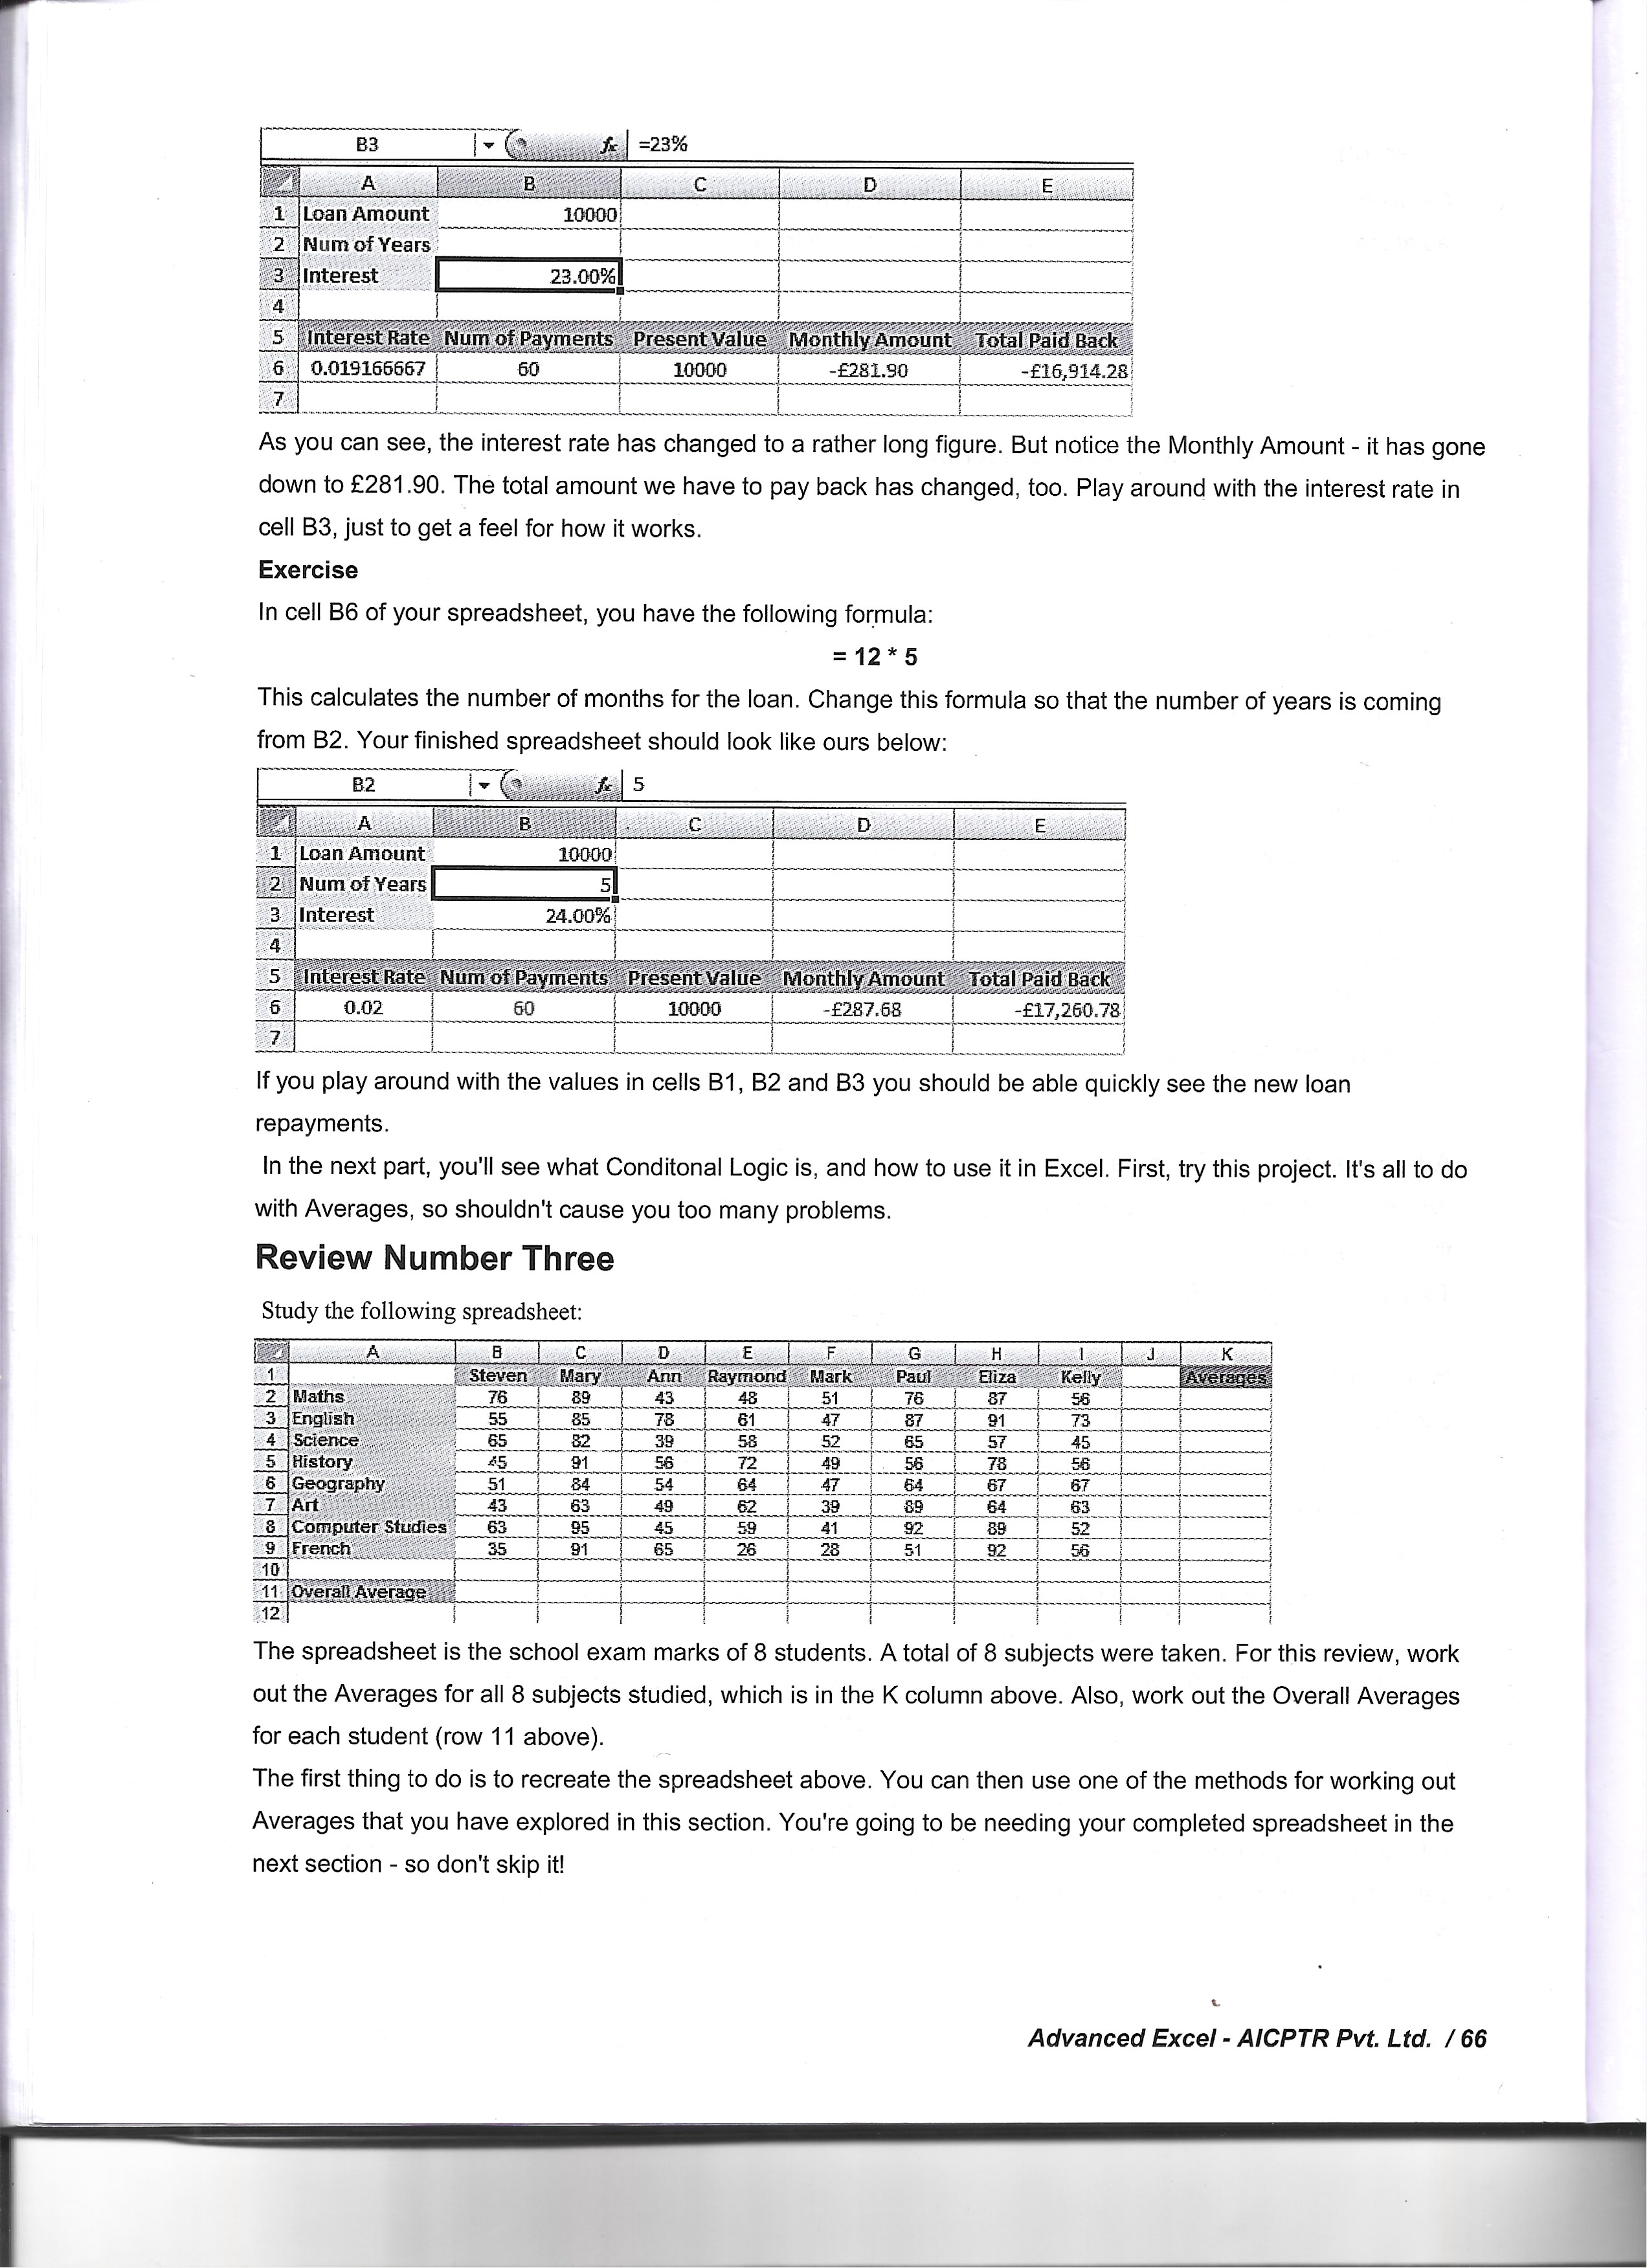 B3 fx =23%
A B C D E
1 Loan Amount 10000
2 Num of Years
3 Interest 23.00%
4
5 Interest Rate Num of Payments Present Value Monthly Amount Total Paid Back
6 0.019166667 60 10000 -£281.90 -£16,914.28
7
As you can see, the interest rate has changed to a rather long figure. But notice the Monthly Amount - it has gone
down to £281.90. The total amount we have to pay back has changed, too. Play around with the interest rate in
cell B3, just to get a feel for how it works.
Exercise
In cell B6 of your spreadsheet, you have the following formula:
= 12 * 5
This calculates the number of months for the loan. Change this formula so that the number of years is coming
from B2. Your finished spreadsheet should look like ours below:
B2 fx 5
A B C D E
1 Loan Amount 10000
2 Num of Years 5
3 Interest 24.00%
4
5 Interest Rate Num of Payments Present Value Monthly Amount Total Paid Back
6 0.02 60 10000 -£287.68 -£17,260.78
7
If you play around with the values in cells B1, B2 and B3 you should be able quickly see the new loan
repayments.
In the next part, you'll see what Conditonal Logic is, and how to use it in Excel. First, try this project. It's all to do
with Averages, so shouldn't cause you too many problems.
Review Number Three
Study the following spreadsheet:
A B C D E F G H I J K
1 Steven Mary Ann Raymond Mark Paul Eliza Kelly Averages
2 Maths 76 89 43 48 51 76 87 56
3 English 55 85 78 61 47 87 91 73
4 Science 65 82 39 58 52 65 57 45
5 History 45 91 56 72 49 56 78 56
6 Geography 51 84 54 64 47 64 67 67
7 Art 43 63 49 62 39 89 64 63
8 Computer Studies 63 95 45 59 41 92 89 52
9 French 35 91 65 26 28 51 92 56
10
11 Overall Average
12
The spreadsheet is the school exam marks of 8 students. A total of 8 subjects were taken. For this review, work
out the Averages for all 8 subjects studied, which is in the K column above. Also, work out the Overall Averages
for each student (row 11 above).
The first thing to do is to recreate the spreadsheet above. You can then use one of the methods for working out
Averages that you have explored in this section. You're going to be needing your completed spreadsheet in the
next section - so don't skip it!
Advanced Excel - AICPTR Pvt. Ltd. / 66